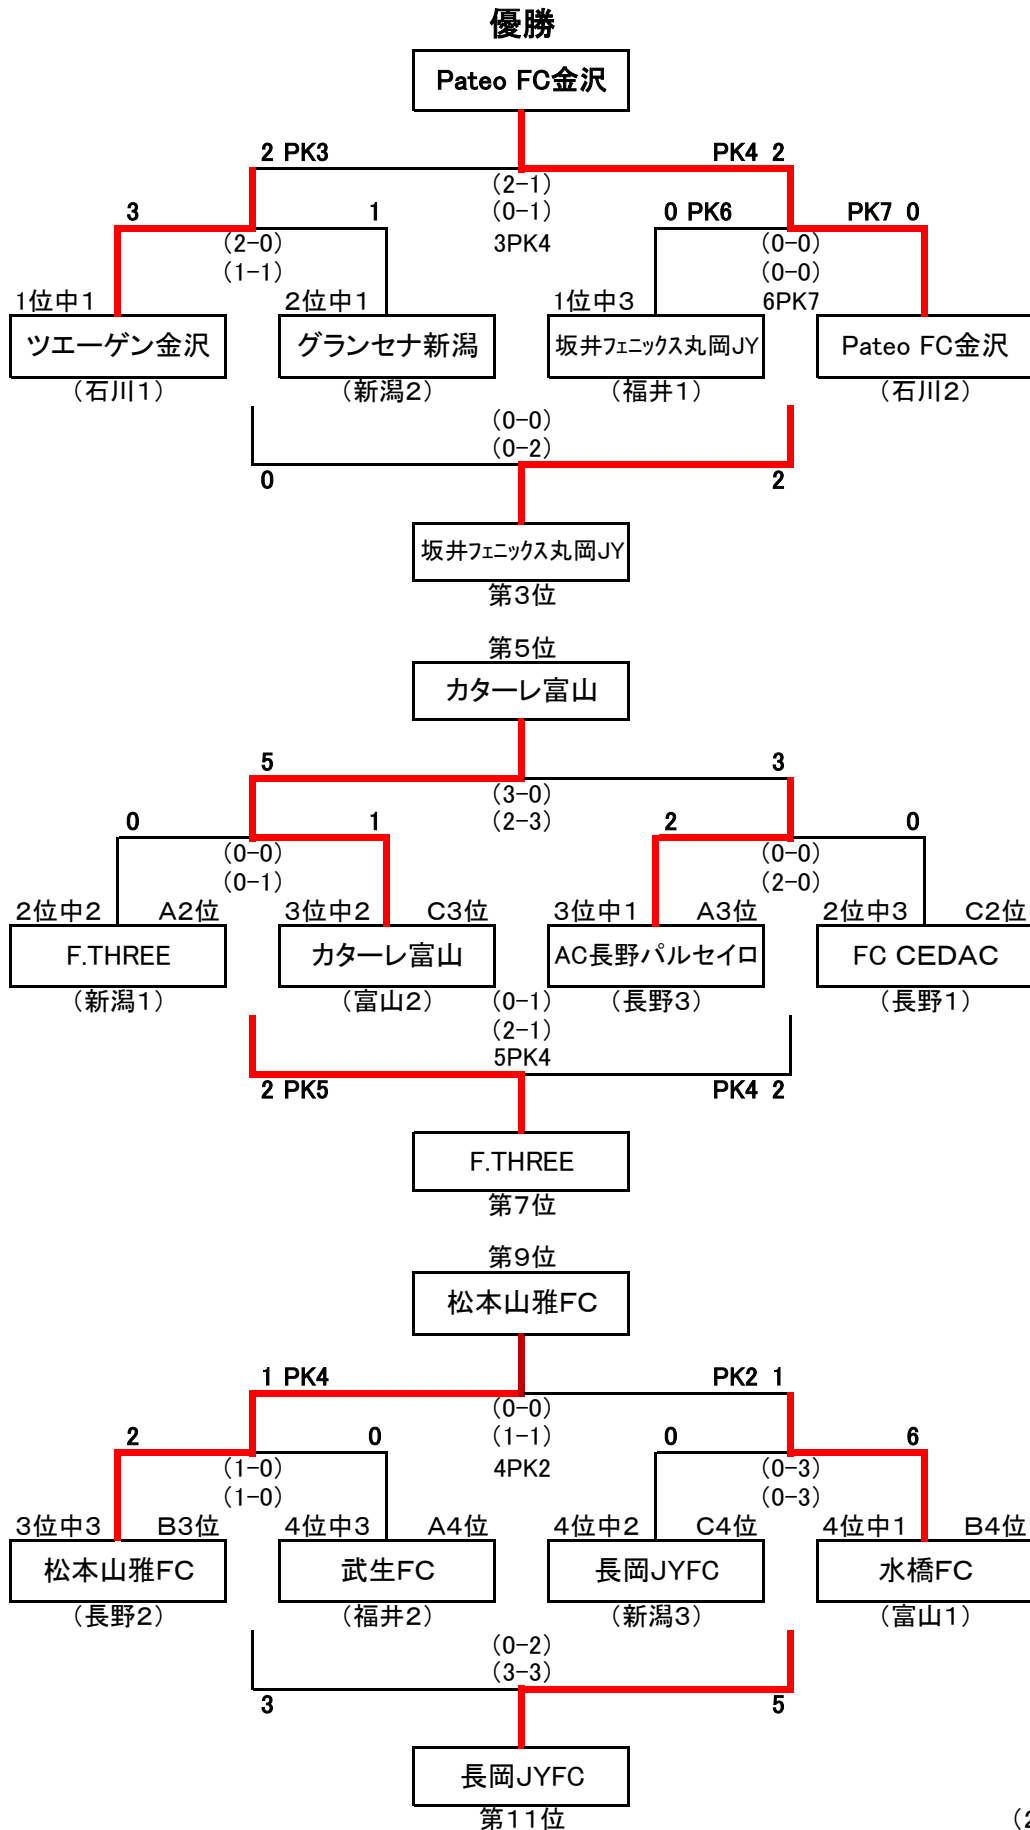 優勝
Pateo FC金沢
2 PK3 PK4 2
(2-1)
3 1 (0-1) 0 PK6 PK7 0
(2-0) 3PK4 (0-0)
(1-1) (0-0)
1位中1 2位中1 1位中3 6PK7
ツエーゲン金沢 グランセナ新潟 坂井フェニックス丸岡JY Pateo FC金沢
(石川1) (新潟2) (福井1) (石川2)
(0-0)
(0-2)
0 2
坂井フェニックス丸岡JY
第3位
第5位
カターレ富山
5 3
(3-0)
0 1 (2-3) 2 0
(0-0) (0-0)
(0-1) (2-0)
2位中2 A2位 3位中2 C3位 3位中1 A3位 2位中3 C2位
F.THREE カターレ富山 AC長野パルセイロ FC CEDAC
(新潟1) (富山2) (0-1) (長野3) (長野1)
(2-1)
5PK4
2 PK5 PK4 2
F.THREE
第7位
第9位
松本山雅FC
1 PK4 PK2 1
(0-0)
2 0 (1-1) 0 6
(1-0) 4PK2 (0-3)
(1-0) (0-3)
3位中3 B3位 4位中3 A4位 4位中2 C4位 4位中1 B4位
松本山雅FC 武生FC 長岡JYFC 水橋FC
(長野2) (福井2) (新潟3) (富山1)
(0-2)
(3-3)
3 5
長岡JYFC
第11位